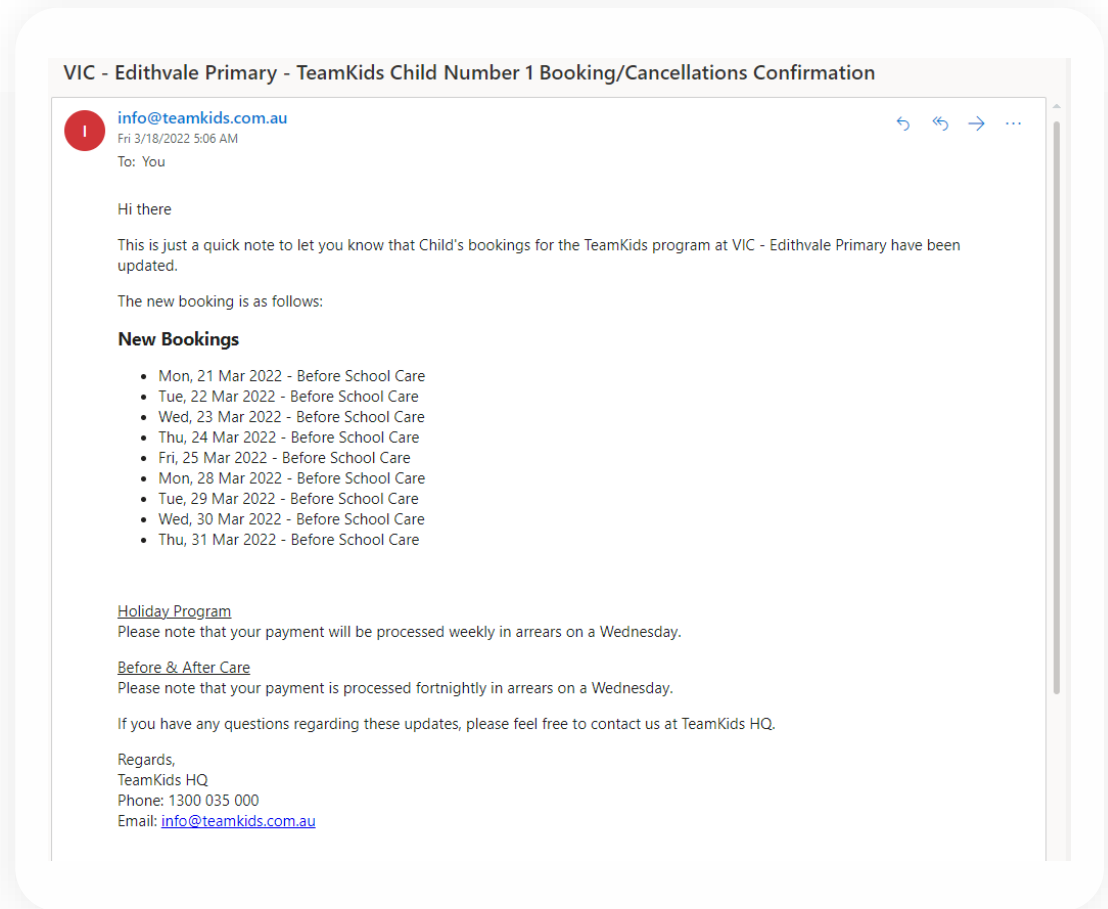 VIC - Edithvale Primary - TeamKids Child Number 1 Booking/Cancellations Confirmation
I
info@teamkids.com.au
Fri 3/18/2022 5:06 AM
To: You
Hi there
This is just a quick note to let you know that Child's bookings for the TeamKids program at VIC - Edithvale Primary have been
updated.
The new booking is as follows:
New Bookings
• Mon, 21 Mar 2022 - Before School Care
• Tue, 22 Mar 2022 - Before School Care
• Wed, 23 Mar 2022 - Before School Care
• Thu, 24 Mar 2022 - Before School Care
• Fri, 25 Mar 2022 - Before School Care
• Mon, 28 Mar 2022 - Before School Care
• Tue, 29 Mar 2022 - Before School Care
• Wed, 30 Mar 2022 - Before School Care
• Thu, 31 Mar 2022 - Before School Care
Holiday Program
Please note that your payment will be processed weekly in arrears on a Wednesday.
Before & After Care
Please note that your payment is processed fortnightly in arrears on a Wednesday.
If you have any questions regarding these updates, please feel free to contact us at TeamKids HQ.
Regards,
TeamKids HQ
Phone: 1300 035 000
Email: info@teamkids.com.au